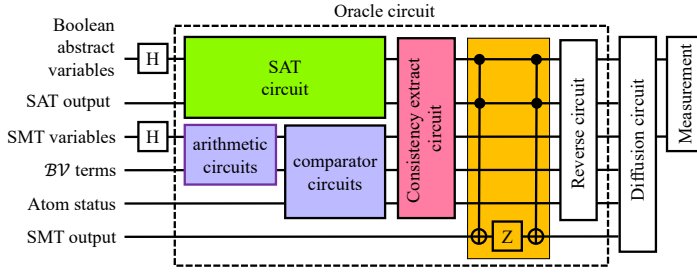 Oracle circuit
Boolean
abstract
variables
SAT output
SMT variables
BV terms
Atom status
SMT output
H
H
SAT
circuit
arithmetic
circuits
comparator
circuits
Consistency extract
circuit
Z
Reverse circuit
Diffusion circuit
Measurement